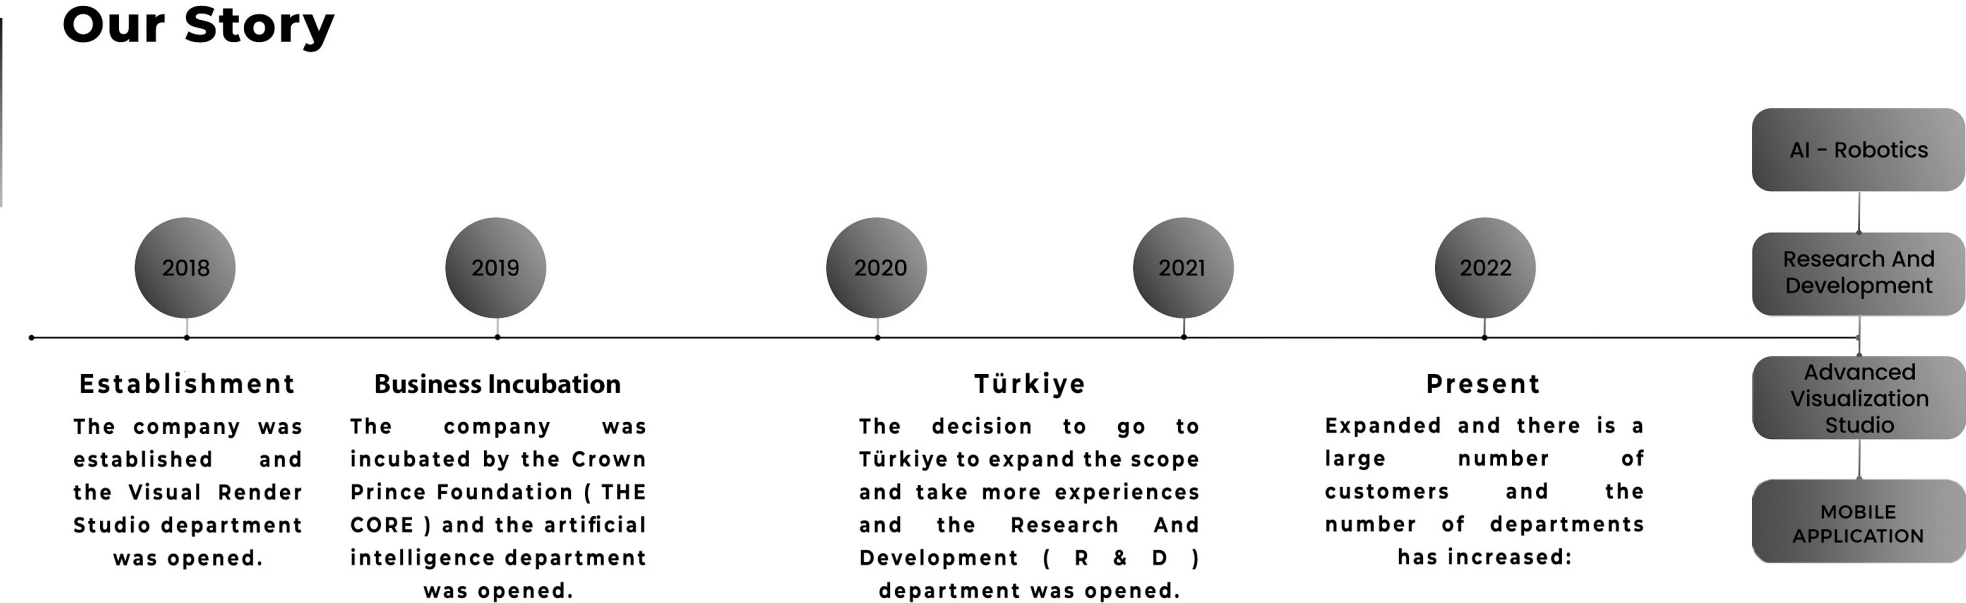 Our Story
2018
2019
2020
2021
2022
Establishment
The company was
established and
the Visual Render
Studio department
was opened.
Business Incubation
The company was
incubated by the Crown
Prince Foundation ( THE
CORE ) and the artificial
intelligence department
was opened.
Türkiye
The decision to go to
Türkiye to expand the scope
and take more experiences
and the Research And
Development ( R & D )
department was opened.
Present
Expanded and there is a
large number of
customers and the
number of departments
has increased:
AI - Robotics
Research And
Development
Advanced
Visualization
Studio
MOBILE
APPLICATION